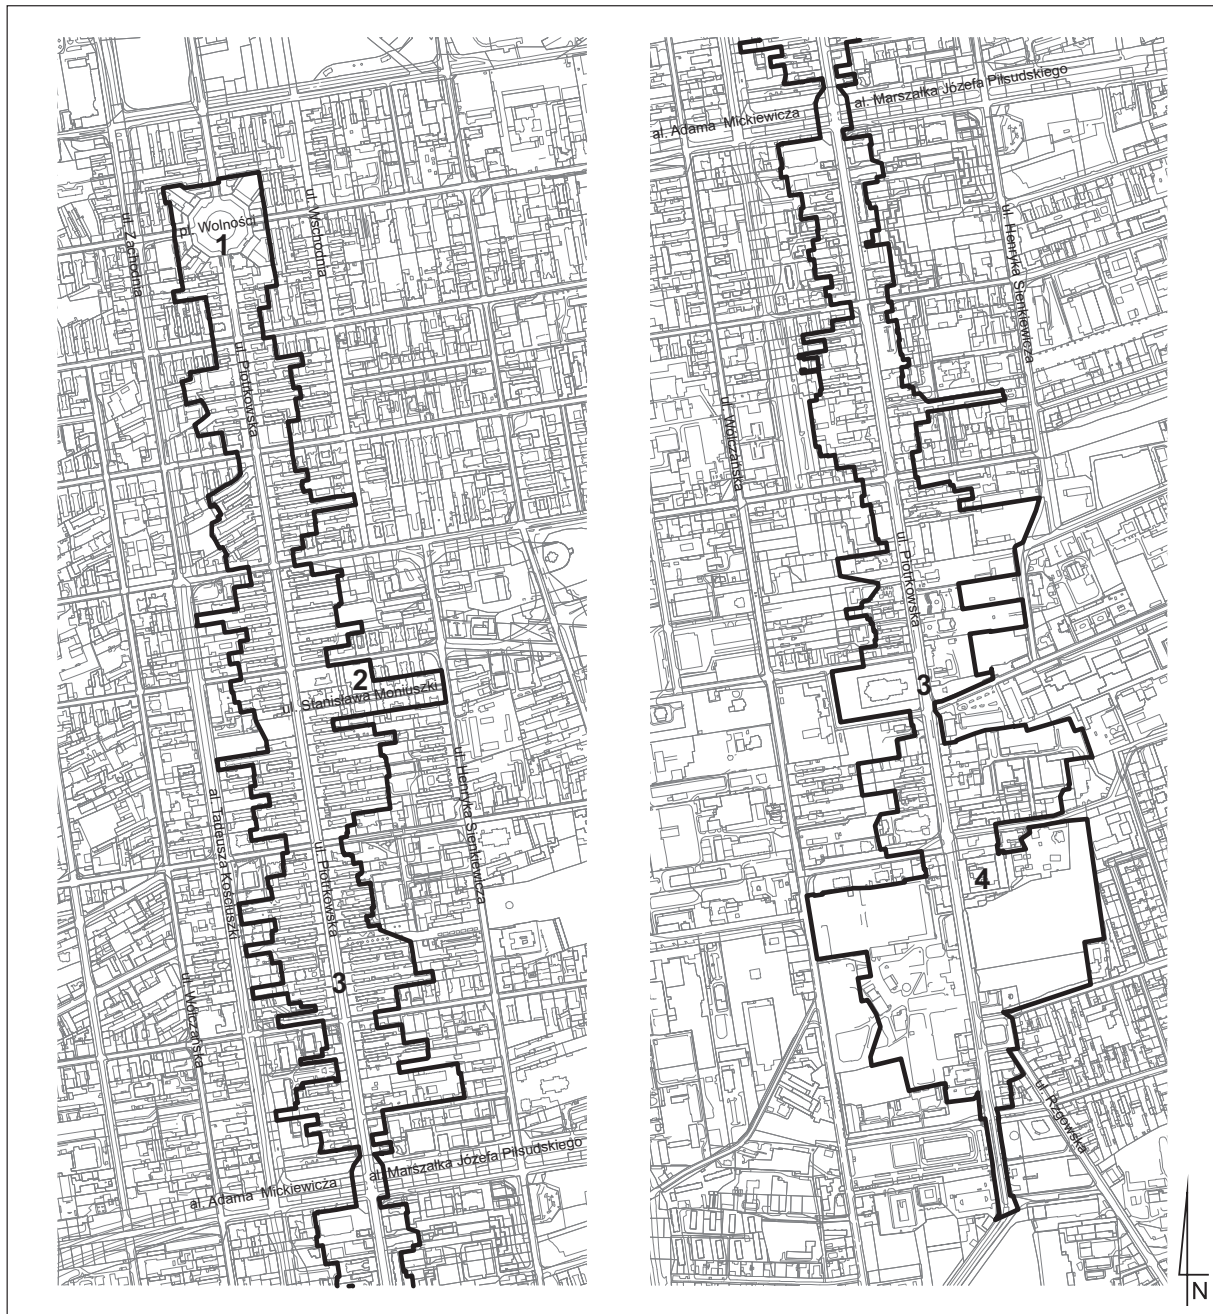 pl. Wolności
1
ul. Zachodnia
ul. Wschodnia
ul. Piotrkowska
2
ul. Stanisława Moniuszki
al. Tadeusza Kościuszki
ul. Piotrkowska
ul. Henryka Sienkiewicza
3
ul. Wólczańska
al. Adama Mickiewicza
al. Marszałka Józefa Piłsudskiego
al. Adama Mickiewicza
al. Marszałka Józefa Piłsudskiego
ul. Henryka Sienkiewicza
ul. Wólczańska
ul. Piotrkowska
3
4
ul. Rzgowska
N